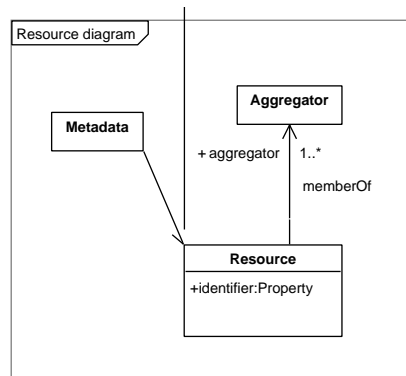 Resource diagram
Aggregator
Metadata
+ aggregator 1..*
memberOf
Resource
+identifier:Property